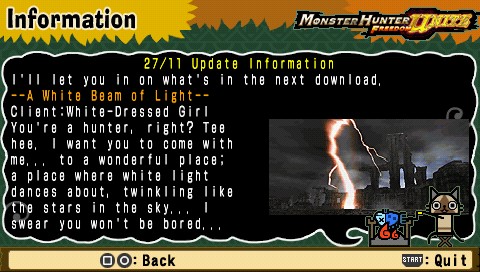 Information
MONSTER HUNTER
FREEDOM UNITE
27/11 Update Information
I'll let you in on what's in the next download.
--A White Beam of Light--
Client:White-Dressed Girl
You're a hunter, right? Tee
hee, I want you to come with
me... to a wonderful place;
a place where white light
dances about, twinkling like
the stars in the sky... I
swear you won't be bored...
: Back
START: Quit